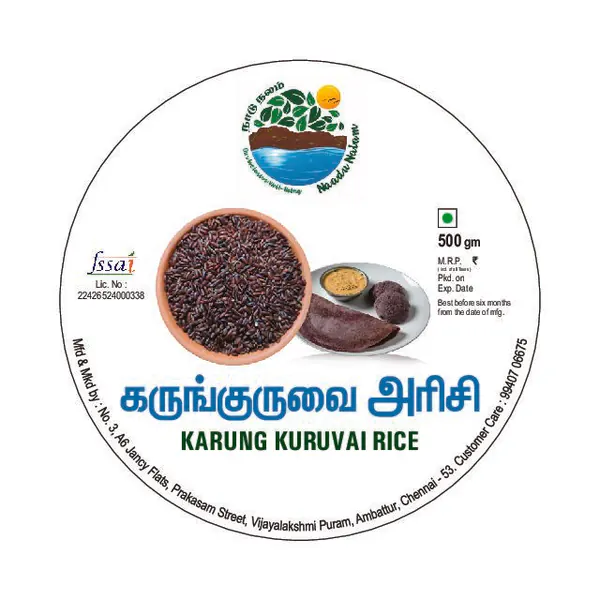 நாடு நலம்
Naadu Nalam
fssai
Lic. No :
22426524000338
500 gm
M.R.P. ₹
Pkd. on
Exp. Date
Best before six months
from the date of mfg.
கருங்குருவை அரிசி
KARUNG KURUVAI RICE
Mfd & Mkd by : No. 3, A6 Jancy Flats, Prakasam Street, Vijayalakshmi Puram, Ambattur, Chennai - 53. Customer Care : 99407 06675